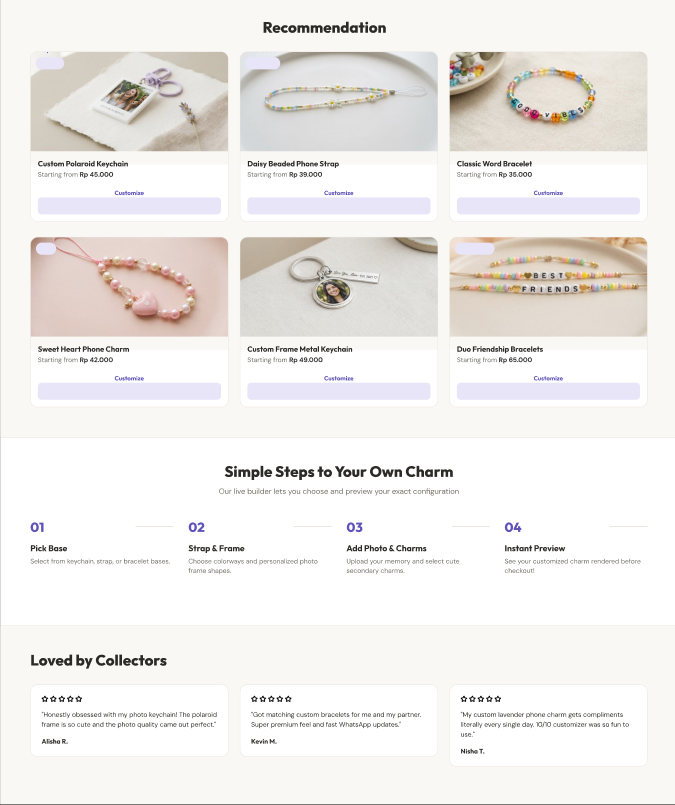 Recommendation
Custom Polaroid Keychain
Starting from Rp 45.000
Customize
Daisy Beaded Phone Strap
Starting from Rp 39.000
Customize
Classic Word Bracelet
Starting from Rp 35.000
Customize
Sweet Heart Phone Charm
Starting from Rp 42.000
Customize
Custom Frame Metal Keychain
Starting from Rp 49.000
Customize
BEST
FRIENDS
Duo Friendship Bracelets
Starting from Rp 65.000
Customize
Simple Steps to Your Own Charm
Our live builder lets you choose and preview your exact configuration
01
Pick Base
Select from keychain, strap, or bracelet bases.
02
Strap & Frame
Choose colorways and personalized photo
frame shapes.
03
Add Photo & Charms
Upload your memory and select cute
secondary charms.
04
Instant Preview
See your customized charm rendered before
checkout!
Loved by Collectors
"Honestly obsessed with my photo keychain! The polaroid
frame is so cute and the photo quality came out perfect."
Alisha R.
"Got matching custom bracelets for me and my partner.
Super premium feel and fast WhatsApp updates."
Kevin M.
"My custom lavender phone charm gets compliments
literally every single day. 10/10 customizer was so fun to
use."
Nisha T.